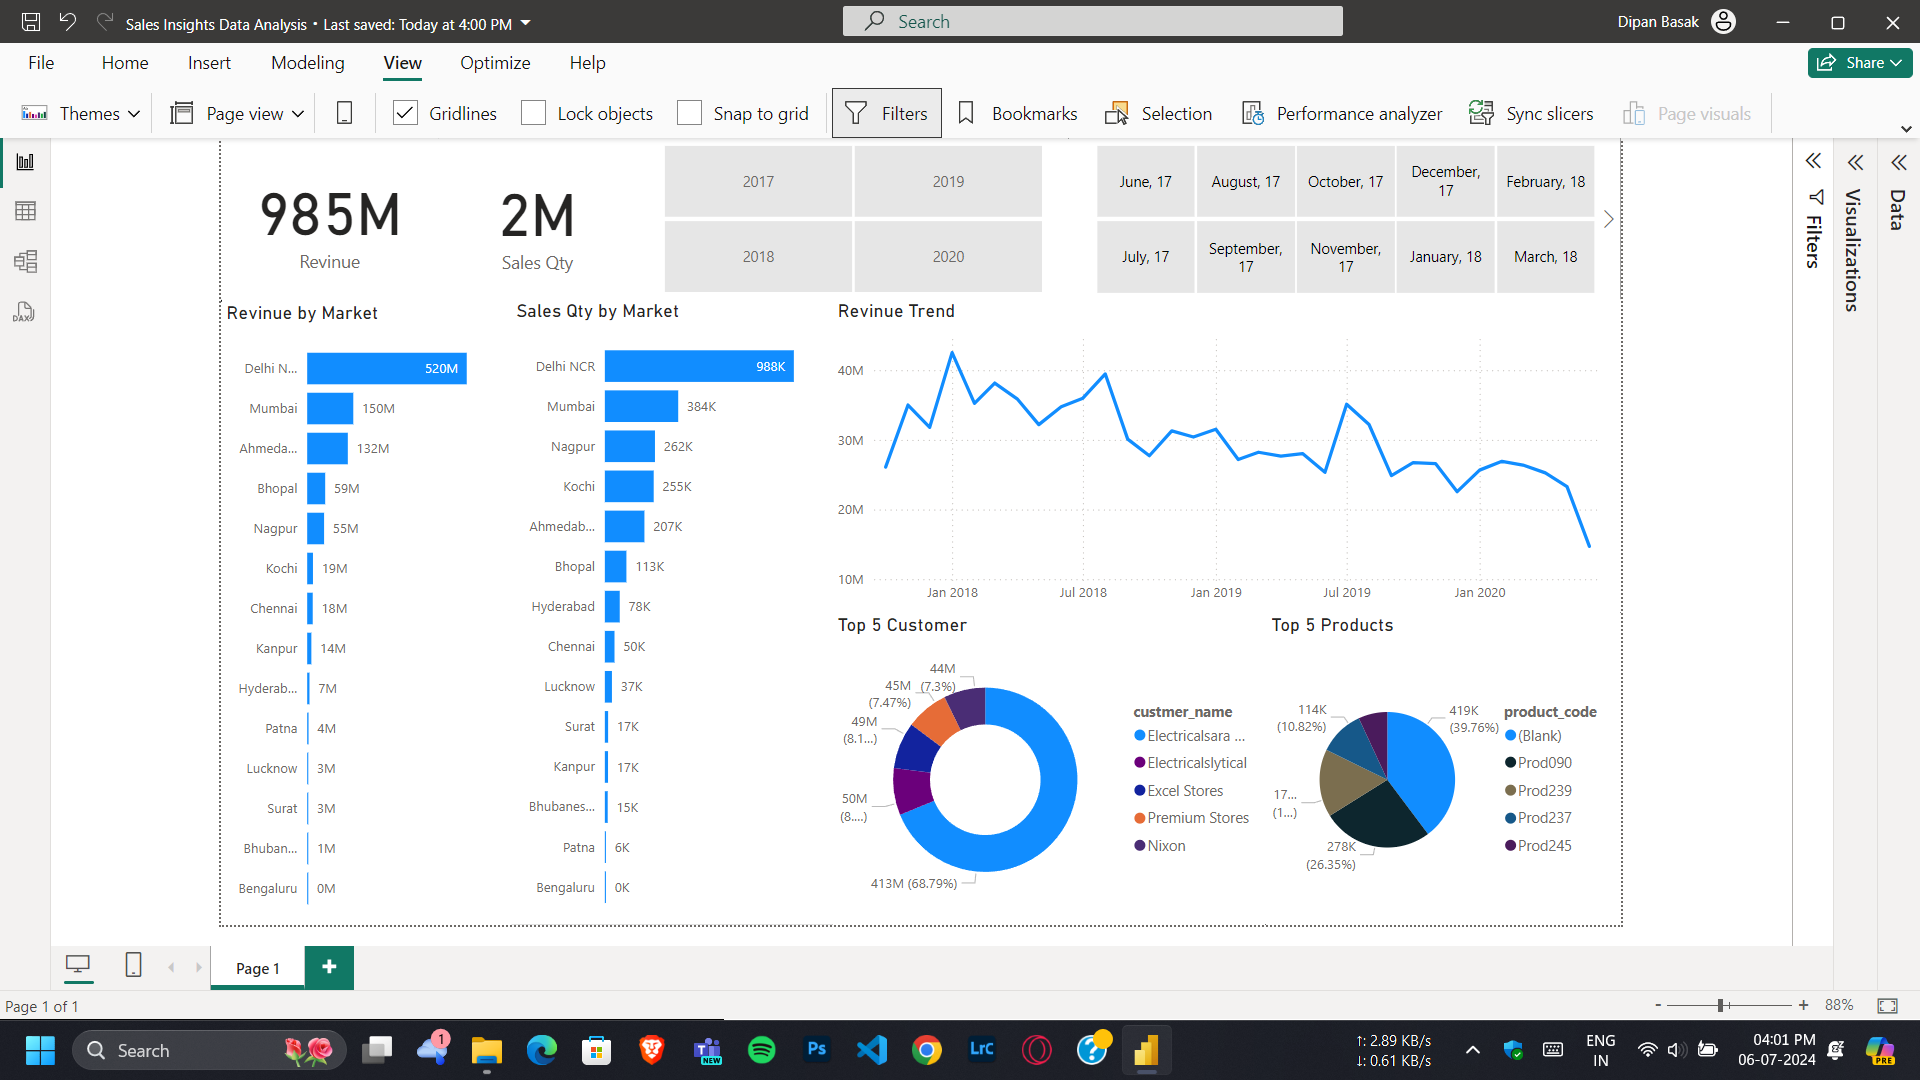 Sales Insights Data Analysis • Last saved: Today at 4:00 PM
Search
Dipan Basak
File
Home
Insert
Modeling
View
Optimize
Help
Share
Themes
Page view
Gridlines
Lock objects
Snap to grid
Filters
Bookmarks
Selection
Performance analyzer
Sync slicers
Page visuals
985M
Revinue
2M
Sales Qty
2017
2019
2018
2020
June, 17
August, 17
October, 17
December,
17
February, 18
July, 17
September,
17
November,
17
January, 18
March, 18
Filters
Visualizations
Data
DAX
Revinue by Market
Delhi N...
520M
Mumbai
150M
Ahmeda...
132M
Bhopal
59M
Nagpur
55M
Kochi
19M
Chennai
18M
Kanpur
14M
Hyderab...
7M
Patna
4M
Lucknow
3M
Surat
3M
Bhuban...
1M
Bengaluru
0M
Sales Qty by Market
Delhi NCR
988K
Mumbai
384K
Nagpur
262K
Kochi
255K
Ahmedab...
207K
Bhopal
113K
Hyderabad
78K
Chennai
50K
Lucknow
37K
Surat
17K
Kanpur
17K
Bhubanes...
15K
Patna
6K
Bengaluru
0K
Revinue Trend
40M
30M
20M
10M
Jan 2018
Jul 2018
Jan 2019
Jul 2019
Jan 2020
Top 5 Customer
44M
(7.3%)
45M
(7.47%)
49M
(8.1...)
50M
(8....)
413M (68.79%)
custmer_name
Electricalsara ...
Electricalslytical
Excel Stores
Premium Stores
Nixon
Top 5 Products
114K
(10.82%)
419K
(39.76%)
17...
(1...)
278K
(26.35%)
product_code
(Blank)
Prod090
Prod239
Prod237
Prod245
Page 1
Page 1 of 1
- + 88%
Search
1
NEW
Ps
LrC
↑: 2.89 KB/s
↓: 0.61 KB/s
ENG
IN
04:01 PM
06-07-2024
PRE